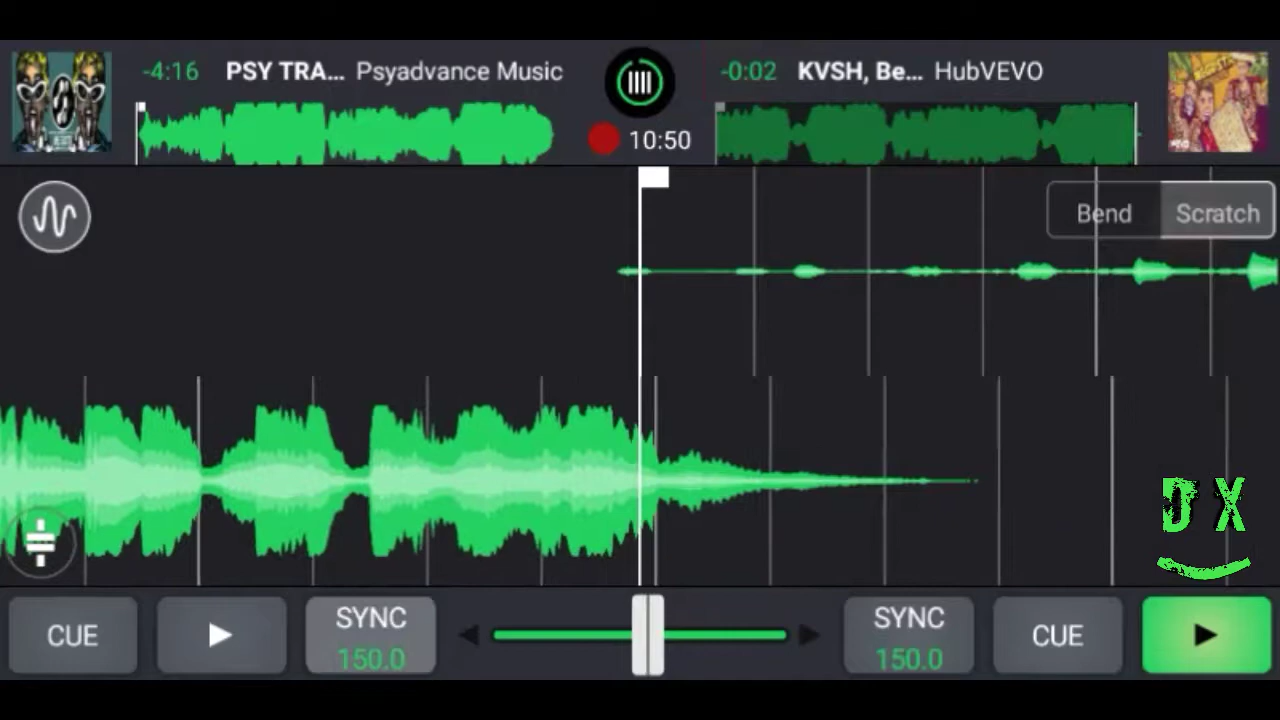 -4:16 PSY TRA... Psyadvance Music
-0:02 KVSH, Be... HubVEVO
10:50
Bend Scratch
D X
CUE
SYNC
150.0
SYNC
150.0
CUE